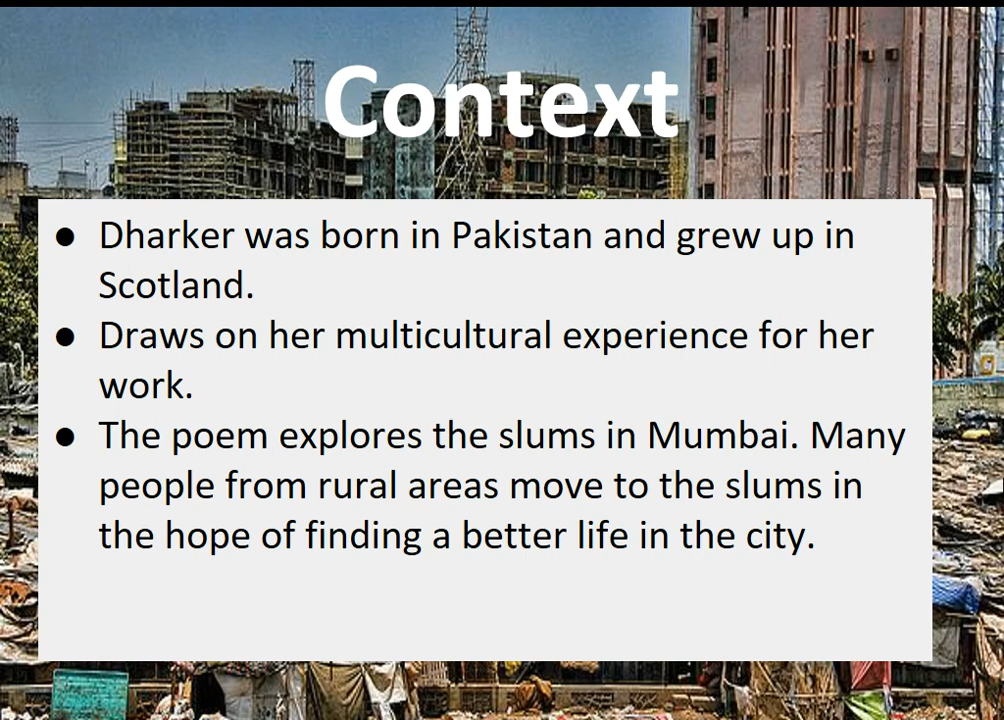 Context
● Dharker was born in Pakistan and grew up in
Scotland.
● Draws on her multicultural experience for her
work.
● The poem explores the slums in Mumbai. Many
people from rural areas move to the slums in
the hope of finding a better life in the city.